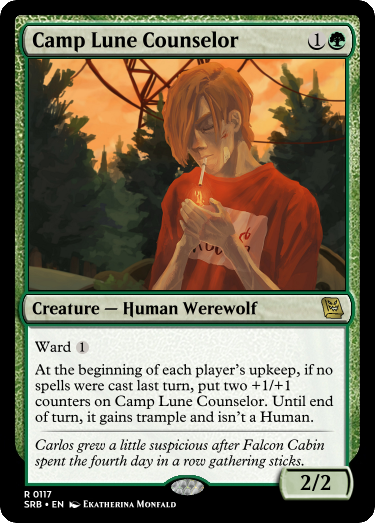 Camp Lune Counselor 1
Creature — Human Werewolf
Ward 1
At the beginning of each player's upkeep, if no
spells were cast last turn, put two +1/+1
counters on Camp Lune Counselor. Until end
of turn, it gains trample and isn't a Human.
Carlos grew a little suspicious after Falcon Cabin
spent the fourth day in a row gathering sticks.
2/2
R 0117
SRB • EN Ekatherina Monfald